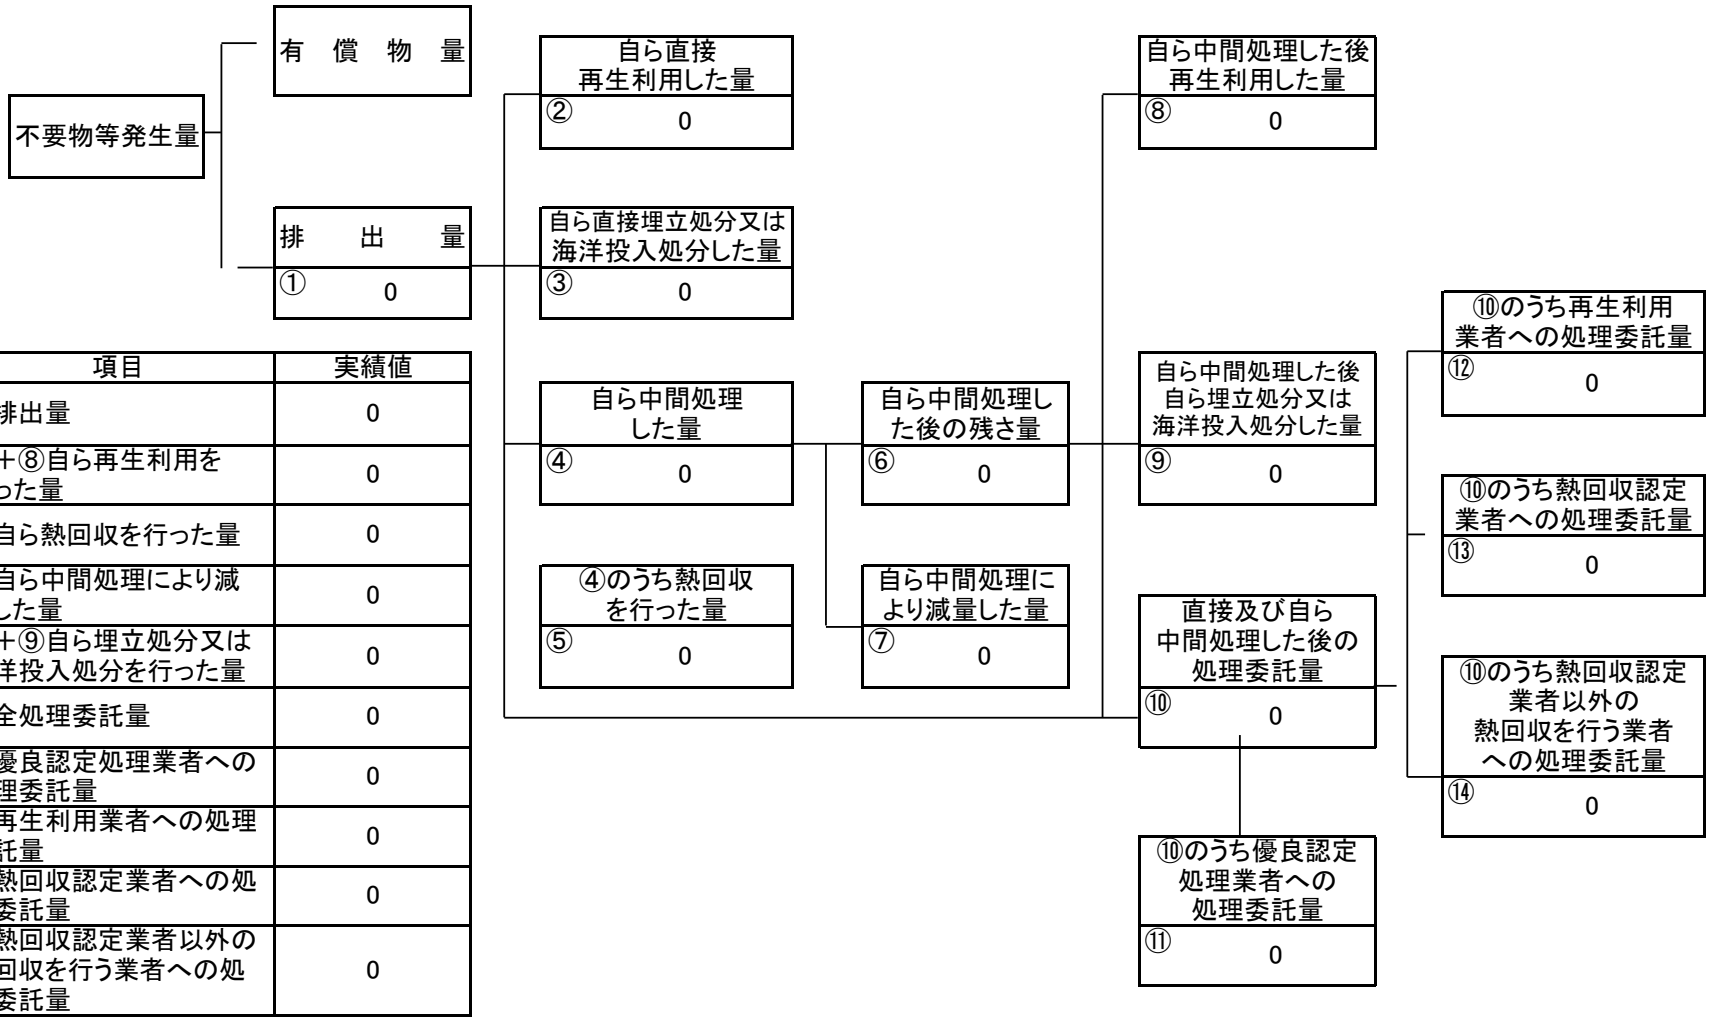 不要物等発生量
有償物量
排出量
①
0
自ら直接
再生利用した量
②
0
自ら直接埋立処分又は
海洋投入処分した量
③
0
自ら中間処理
した量
④
0
④のうち熱回収
を行った量
⑤
0
自ら中間処理し
た後の残さ量
⑥
0
自ら中間処理に
より減量した量
⑦
0
自ら中間処理した後
再生利用した量
⑧
0
自ら中間処理した後
自ら埋立処分又は
海洋投入処分した量
⑨
0
直接及び自ら
中間処理した後の
処理委託量
⑩
0
⑩のうち優良認定
処理業者への
処理委託量
⑪
0
⑩のうち再生利用
業者への処理委託量
⑫
0
⑩のうち熱回収認定
業者への処理委託量
⑬
0
⑩のうち熱回収認定
業者以外の
熱回収を行う業者
への処理委託量
⑭
0
項目 実績値
排出量 0
+⑧自ら再生利用を
った量 0
自ら熱回収を行った量 0
自ら中間処理により減
した量 0
+⑨自ら埋立処分又は
洋投入処分を行った量 0
全処理委託量 0
優良認定処理業者への
理委託量 0
再生利用業者への処理
託量 0
熱回収認定業者への処
委託量 0
熱回収認定業者以外の
回収を行う業者への処
委託量 0